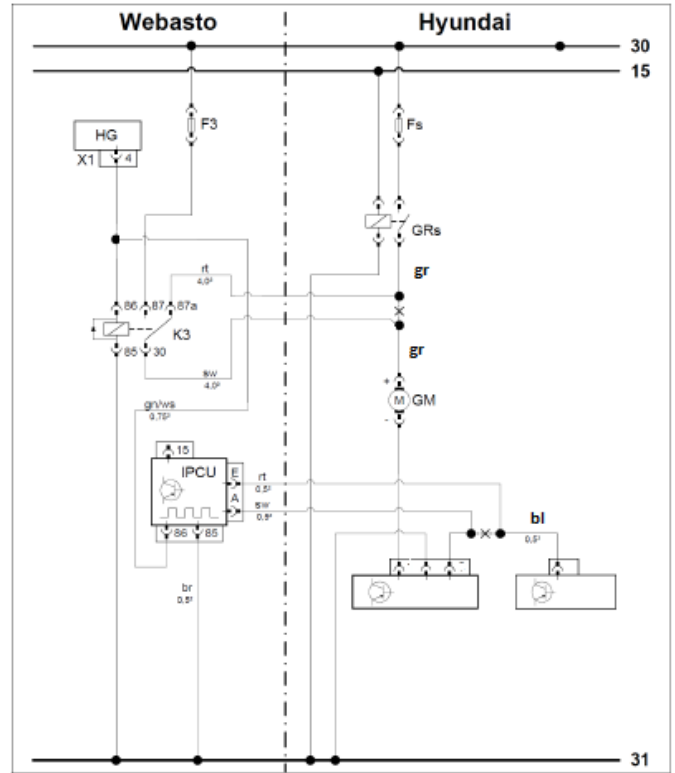 Webasto Hyundai
30
15
F3 Fs
HG
X1 4
GRs
rt
4,0²
gr
86 87 87a
K3
85 30
gr
sw
4,0²
+
M GM
-
gn/ws
0,75²
15
IPCU E
rt
0,5²
A
sw
0,5²
bl
0,5²
86 85
br
0,5²
31